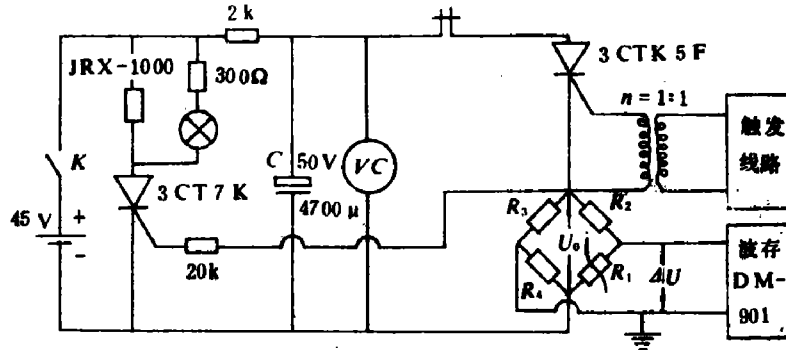 2 k
JRX-1000
300Ω
3 CTK 5 F
n = 1:1
触发
线路
K
C
50 V
4700 μ
VC
3 CT 7 K
45 V
+
-
20k
R₃
R₂
U₀
R₄
R₁
ΔU
波存
DM-
901